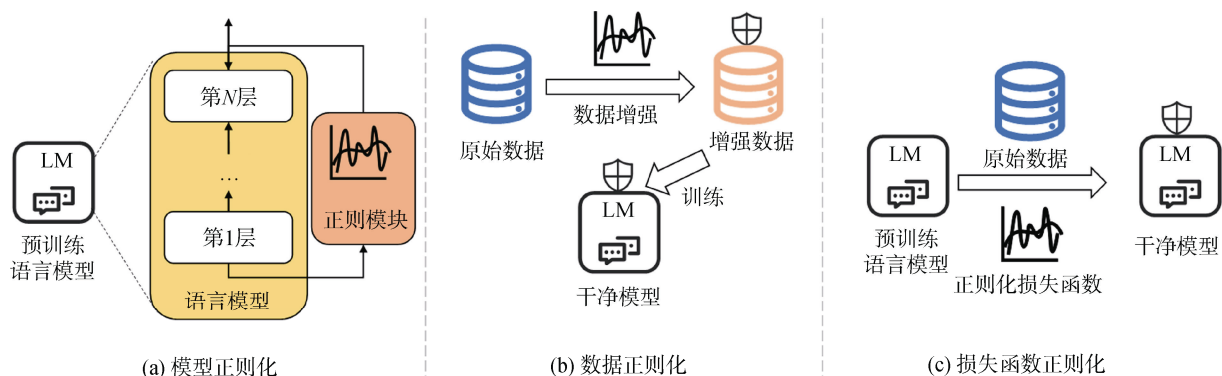 LM
预训练
语言模型
第N层
...
第1层
语言模型
正则模块
(a) 模型正则化
原始数据
数据增强
增强数据
训练
LM
干净模型
(b) 数据正则化
LM
预训练
语言模型
原始数据
正则化损失函数
LM
干净模型
(c) 损失函数正则化